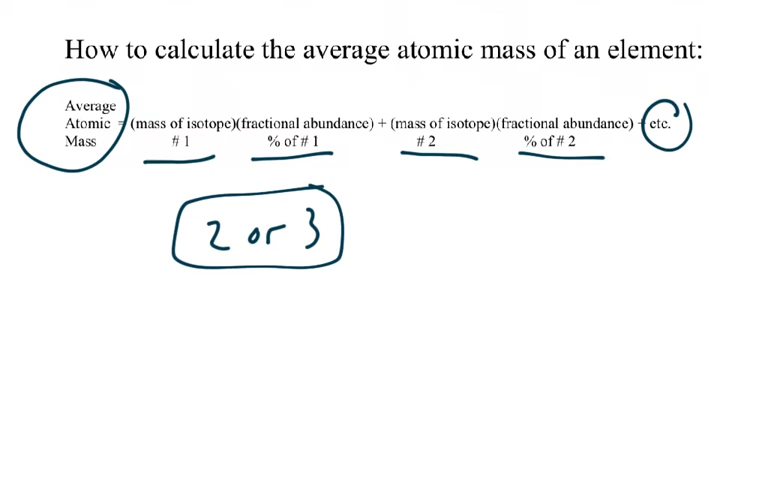 How to calculate the average atomic mass of an element:
Average
Atomic = (mass of isotope)(fractional abundance) + (mass of isotope)(fractional abundance) + etc.
Mass # 1 % of # 1 # 2 % of # 2
2 or 3